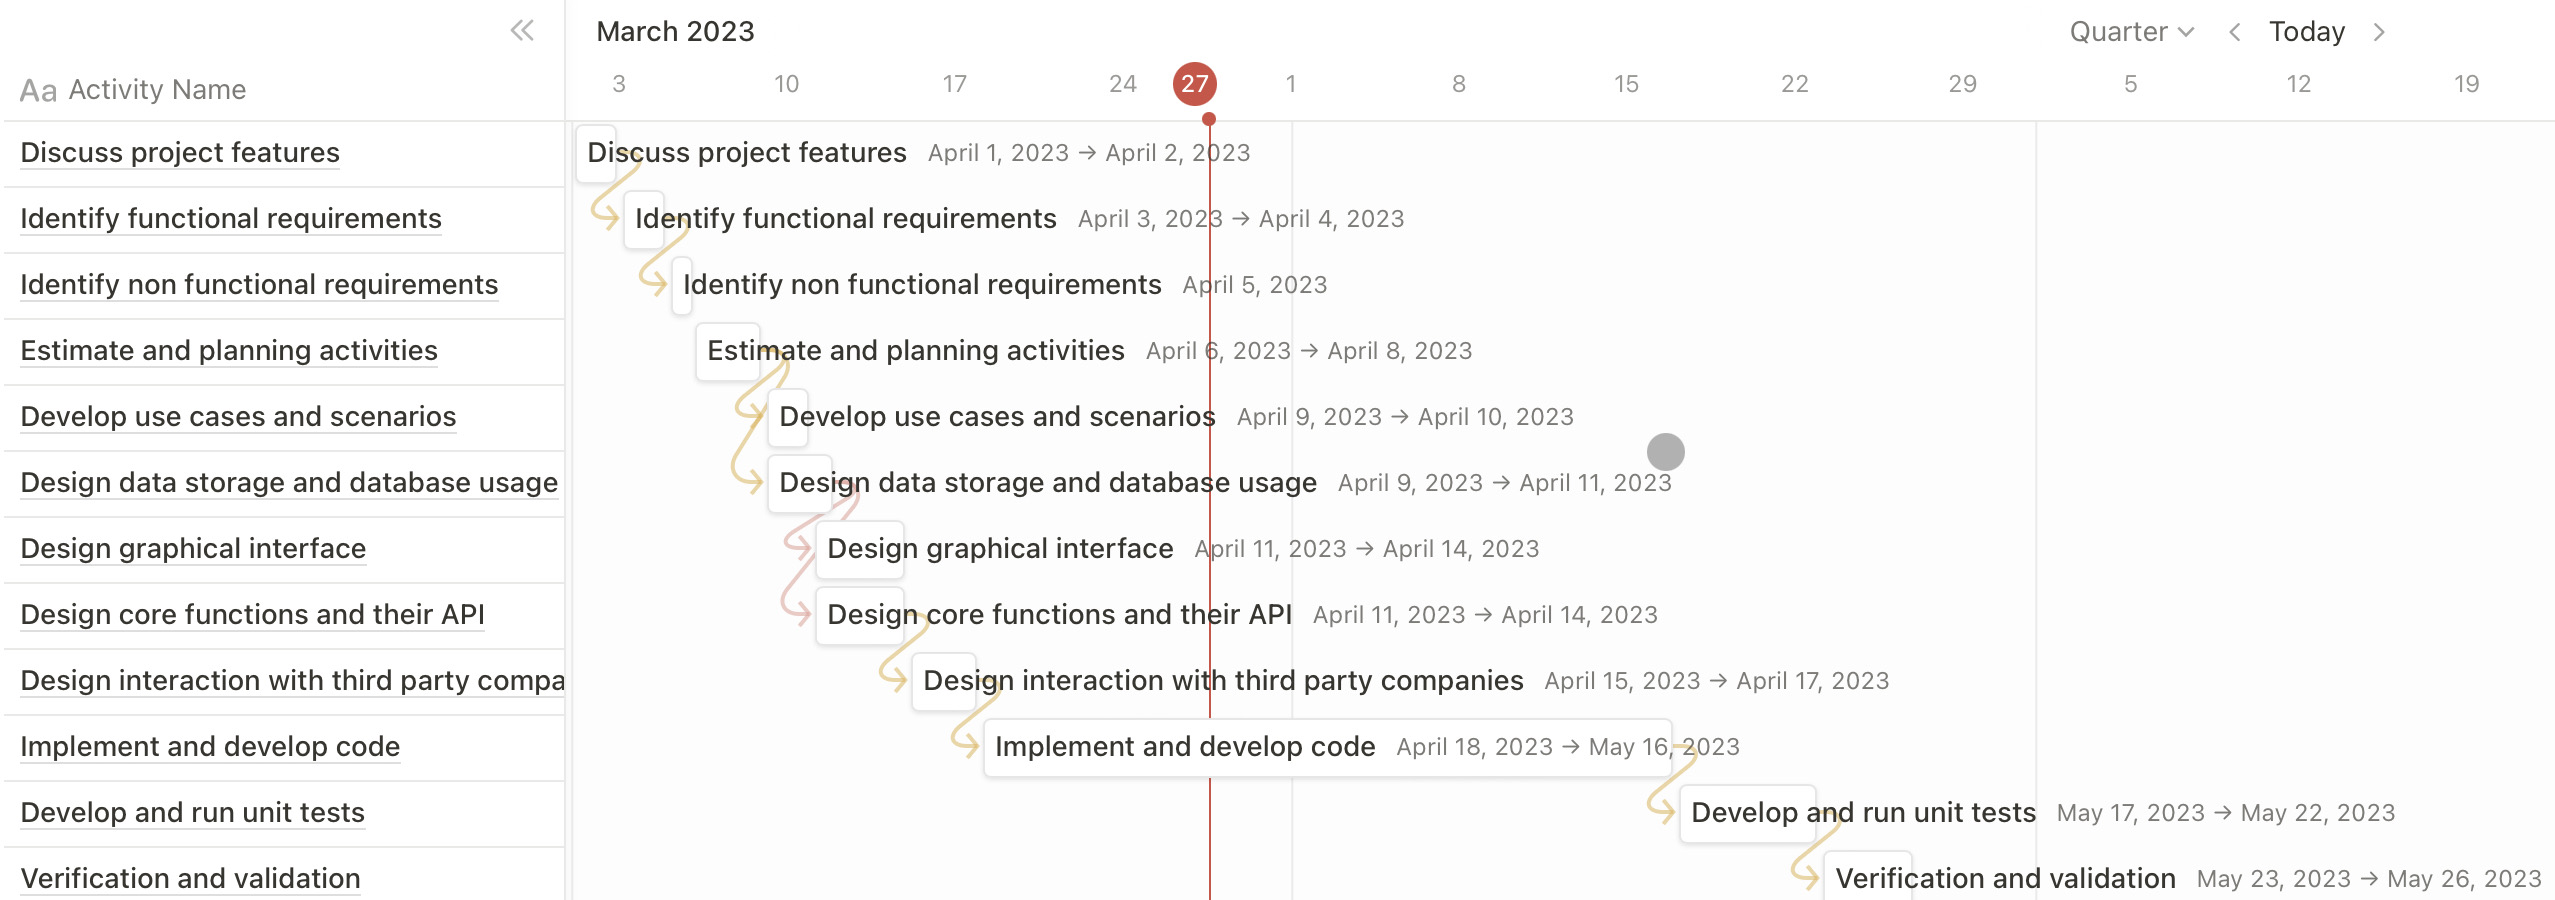 March 2023
Quarter
Today
Aa Activity Name
3 10 17 24 27 1 8 15 22 29 5 12 19
Discuss project features
Discuss project features April 1, 2023 → April 2, 2023
Identify functional requirements
Identify functional requirements April 3, 2023 → April 4, 2023
Identify non functional requirements
Identify non functional requirements April 5, 2023
Estimate and planning activities
Estimate and planning activities April 6, 2023 → April 8, 2023
Develop use cases and scenarios
Develop use cases and scenarios April 9, 2023 → April 10, 2023
Design data storage and database usage
Design data storage and database usage April 9, 2023 → April 11, 2023
Design graphical interface
Design graphical interface April 11, 2023 → April 14, 2023
Design core functions and their API
Design core functions and their API April 11, 2023 → April 14, 2023
Design interaction with third party compa
Design interaction with third party companies April 15, 2023 → April 17, 2023
Implement and develop code
Implement and develop code April 18, 2023 → May 16, 2023
Develop and run unit tests
Develop and run unit tests May 17, 2023 → May 22, 2023
Verification and validation
Verification and validation May 23, 2023 → May 26, 2023